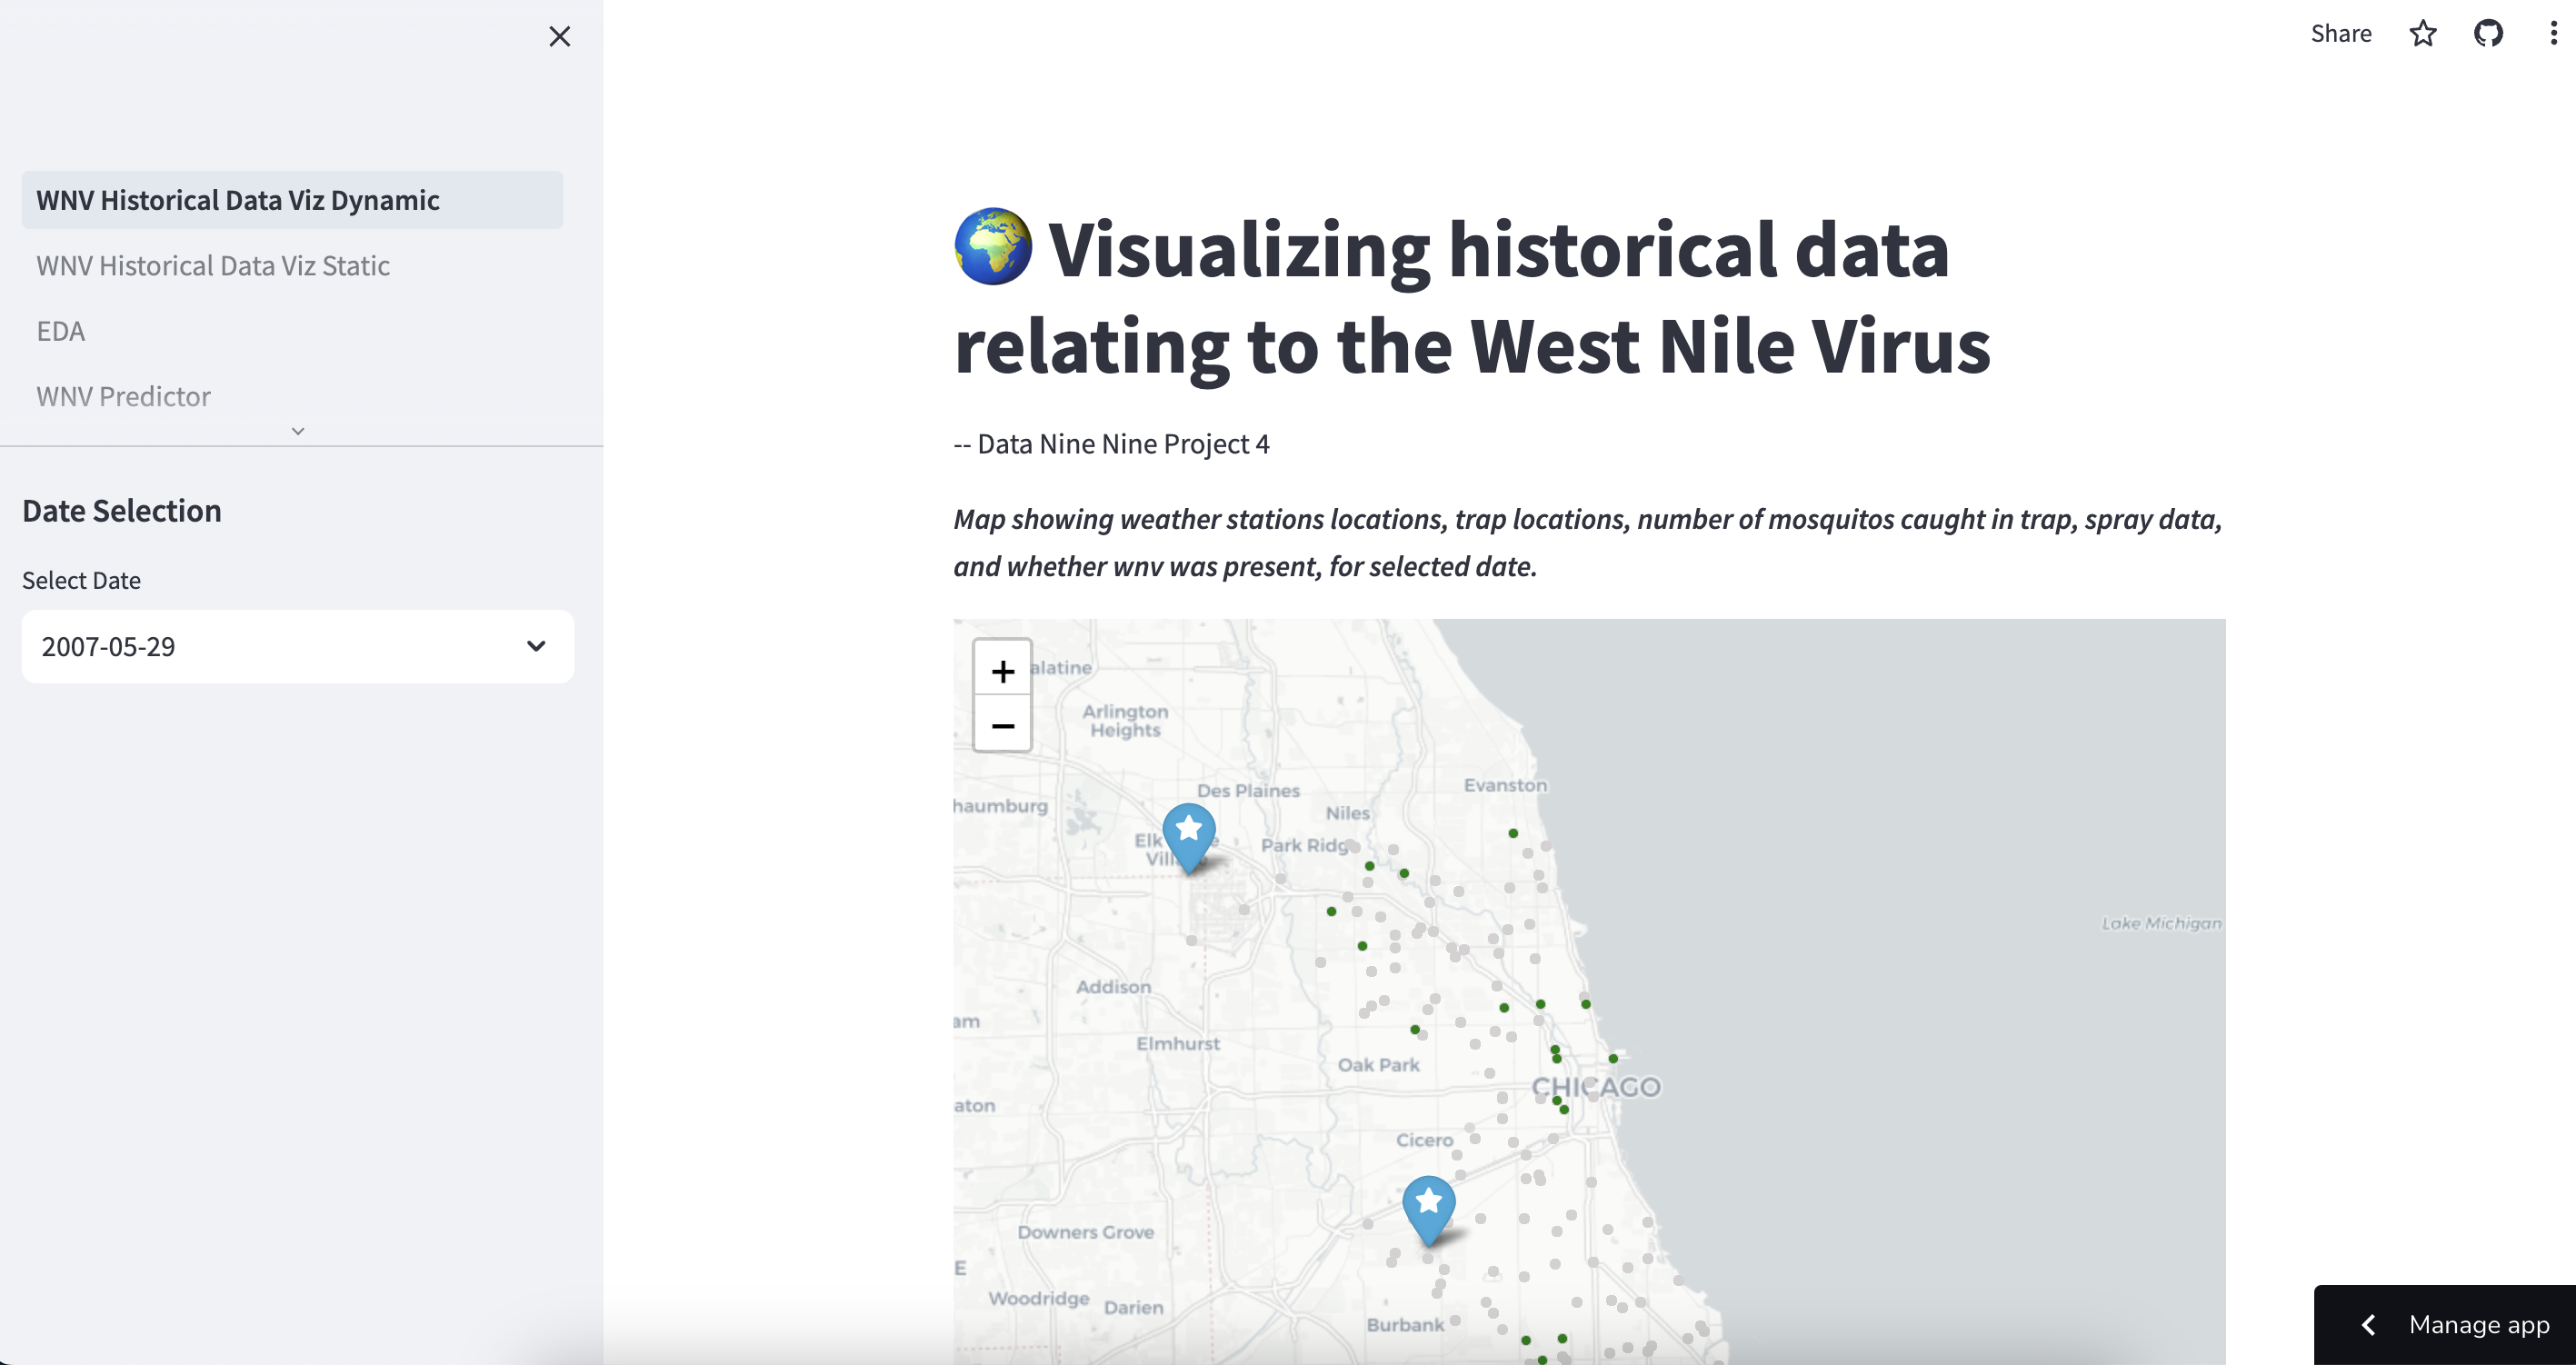 Share
WNV Historical Data Viz Dynamic
WNV Historical Data Viz Static
EDA
WNV Predictor
Date Selection
Select Date
2007-05-29
Visualizing historical data
relating to the West Nile Virus
-- Data Nine Nine Project 4
Map showing weather stations locations, trap locations, number of mosquitos caught in trap, spray data,
and whether wnv was present, for selected date.
+
−
alatine
Arlington
Heights
Evanston
Des Plaines
haumburg
Niles
Elk
Park Ridg
Lake Michigan
Addison
am
Elmhurst
Oak Park
CHICAGO
aton
Cicero
Downers Grove
E
Woodridge
Darien
Burbank
Manage app